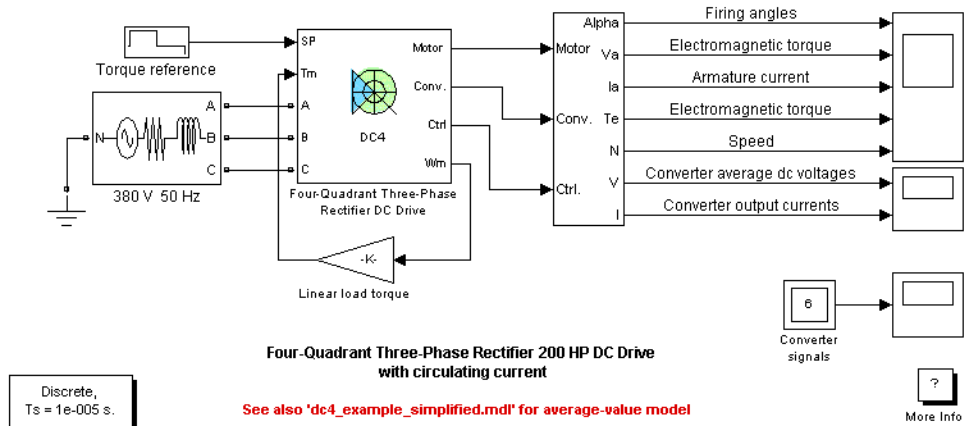 Torque reference
N
A
B
C
380 V 50 Hz
SP
Tm
A
B
C
Motor
Conv.
Ctrl
Wm
DC4
Four-Quadrant Three-Phase
Rectifier DC Drive
-K-
Linear load torque
Motor
Conv.
Ctrl.
Alpha
Va
Ia
Te
N
V
I
Firing angles
Electromagnetic torque
Armature current
Electromagnetic torque
Speed
Converter average dc voltages
Converter output currents
6
Converter
signals
Four-Quadrant Three-Phase Rectifier 200 HP DC Drive
with circulating current
Discrete,
Ts = 1e-005 s.
See also 'dc4_example_simplified.mdl' for average-value model
?
More Info